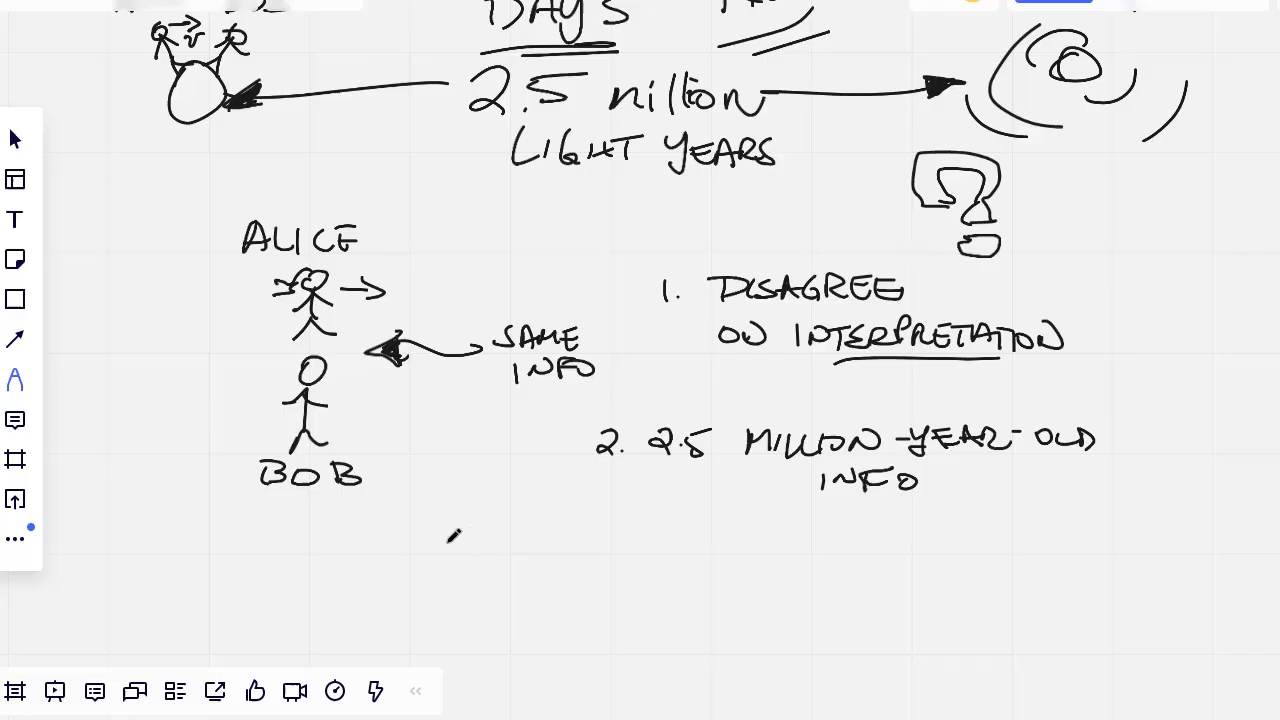 DAYS
2.5 million
LIGHT YEARS
v
ALICE
SAME
INFO
BOB
1. DISAGREE
ON INTERPRETATION
2. 2.5 MILLION-YEAR-OLD
INFO